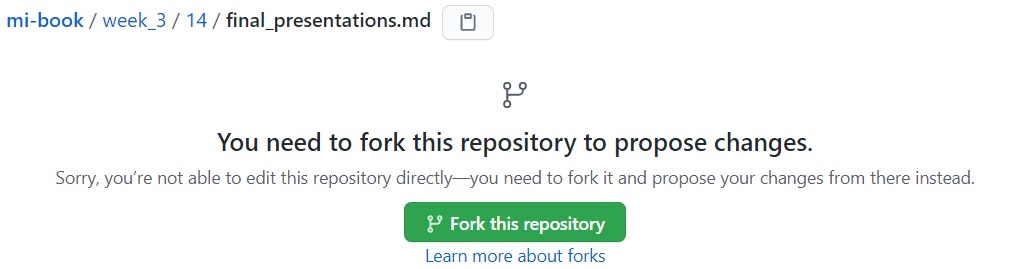 mi-book / week_3 / 14 / final_presentations.md
You need to fork this repository to propose changes.
Sorry, you’re not able to edit this repository directly—you need to fork it and propose your changes from there instead.
Fork this repository
Learn more about forks